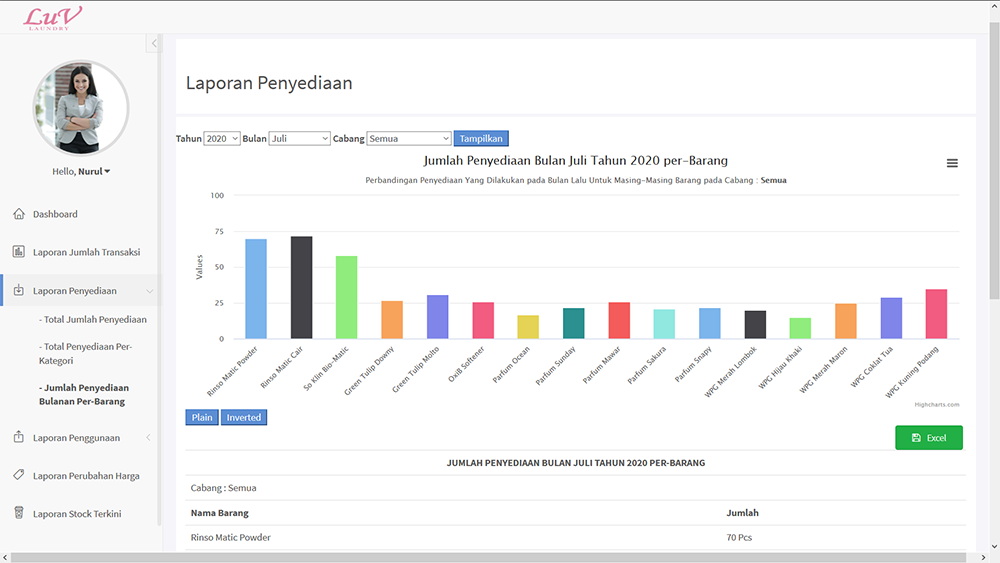 LuV
LAUNDRY
Hello, Nurul
Dashboard
Laporan Jumlah Transaksi
Laporan Penyediaan
- Total Jumlah Penyediaan
- Total Penyediaan Per-
Kategori
- Jumlah Penyediaan
Bulanan Per-Barang
Laporan Penggunaan
Laporan Perubahan Harga
Laporan Stock Terkini
Laporan Penyediaan
Tahun 2020 Bulan Juli Cabang Semua Tampilkan
Jumlah Penyediaan Bulan Juli Tahun 2020 per-Barang
Perbandingan Penyediaan Yang Dilakukan pada Bulan Lalu Untuk Masing-Masing Barang pada Cabang : Semua
Values
100
75
50
25
0
Rinso Matic Powder
Rinso Matic Cair
So Klin Bio-Matic
Green Tulip Downy
Green Tulip Molto
OxiB Softener
Parfum Ocean
Parfum Sunday
Parfum Mawar
Parfum Sakura
Parfum Snapy
WPG Merah Lombok
WPG Hijau Khaki
WPG Merah Maron
WPG Coklat Tua
WPG Kuning Padang
Highcharts.com
Plain Inverted
Excel
JUMLAH PENYEDIAAN BULAN JULI TAHUN 2020 PER-BARANG
Cabang : Semua
Nama Barang Jumlah
Rinso Matic Powder 70 Pcs